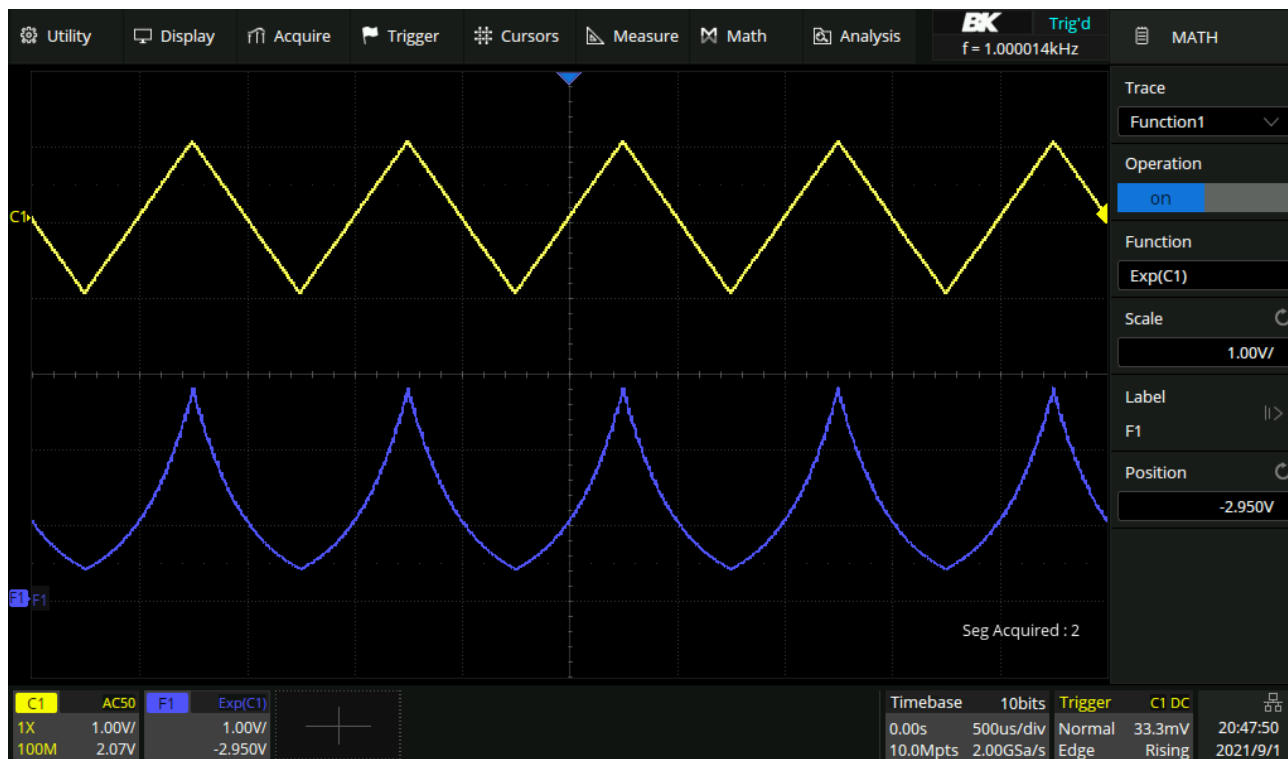 Utility Display Acquire Trigger Cursors Measure Math Analysis BK Trig'd MATH
f = 1.000014kHz
Trace
Function1
Operation
on
Function
Exp(C1)
Scale
1.00V/
Label
F1
Position
-2.950V
C1
F1 F1
Seg Acquired : 2
C1 AC50 F1 Exp(C1) Timebase 10bits Trigger C1 DC
1X 1.00V/ 1.00V/ 0.00s 500us/div Normal 33.3mV 20:47:50
100M 2.07V -2.950V 10.0Mpts 2.00GSa/s Edge Rising 2021/9/1